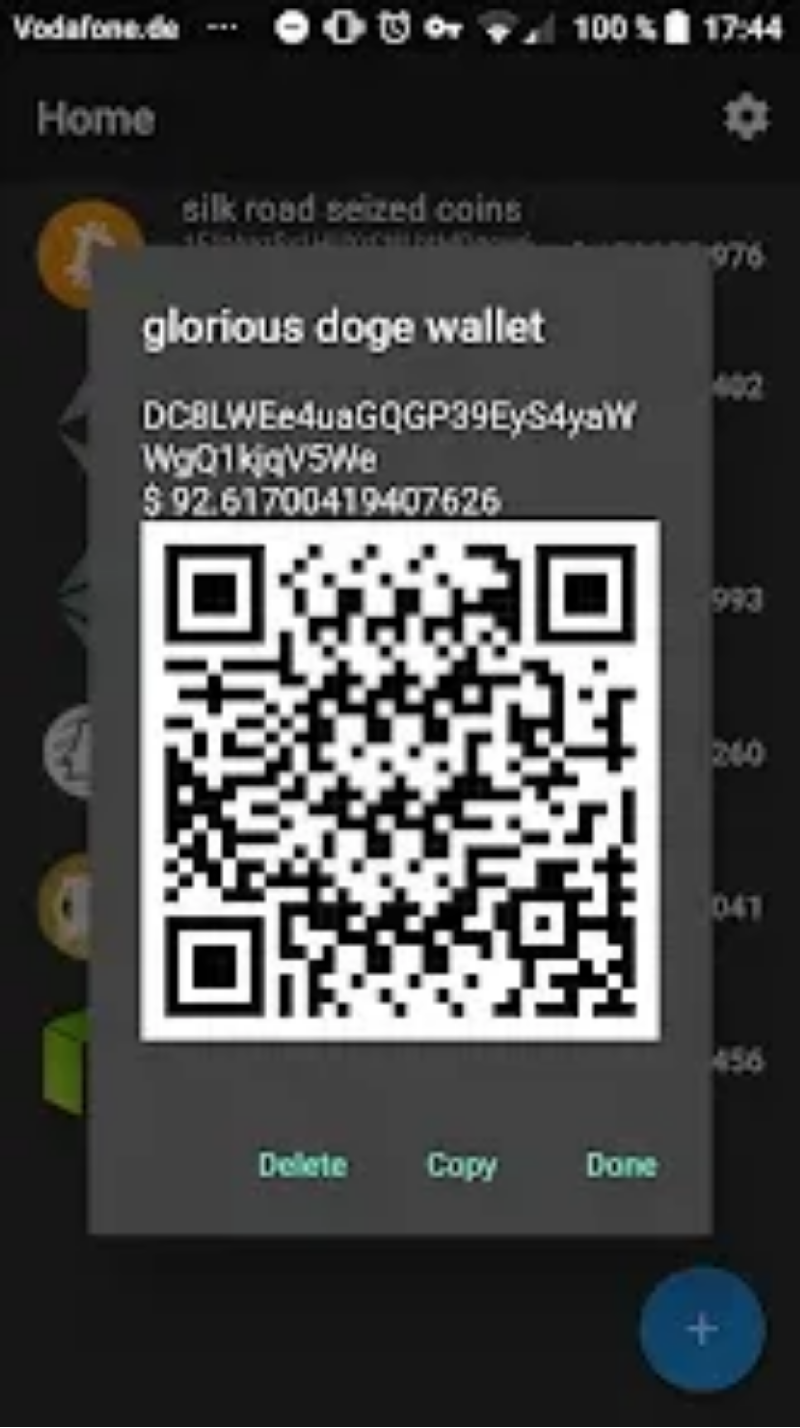 Vodafone.de ··· 100 % 17:44
Home
silk road seized coins
976
glorious doge wallet
402
DC8LWEe4uaGQGP39EyS4yaW
WgQ1kjqV5We
$ 92.61700419407626
993
260
041
456
Delete Copy Done
+